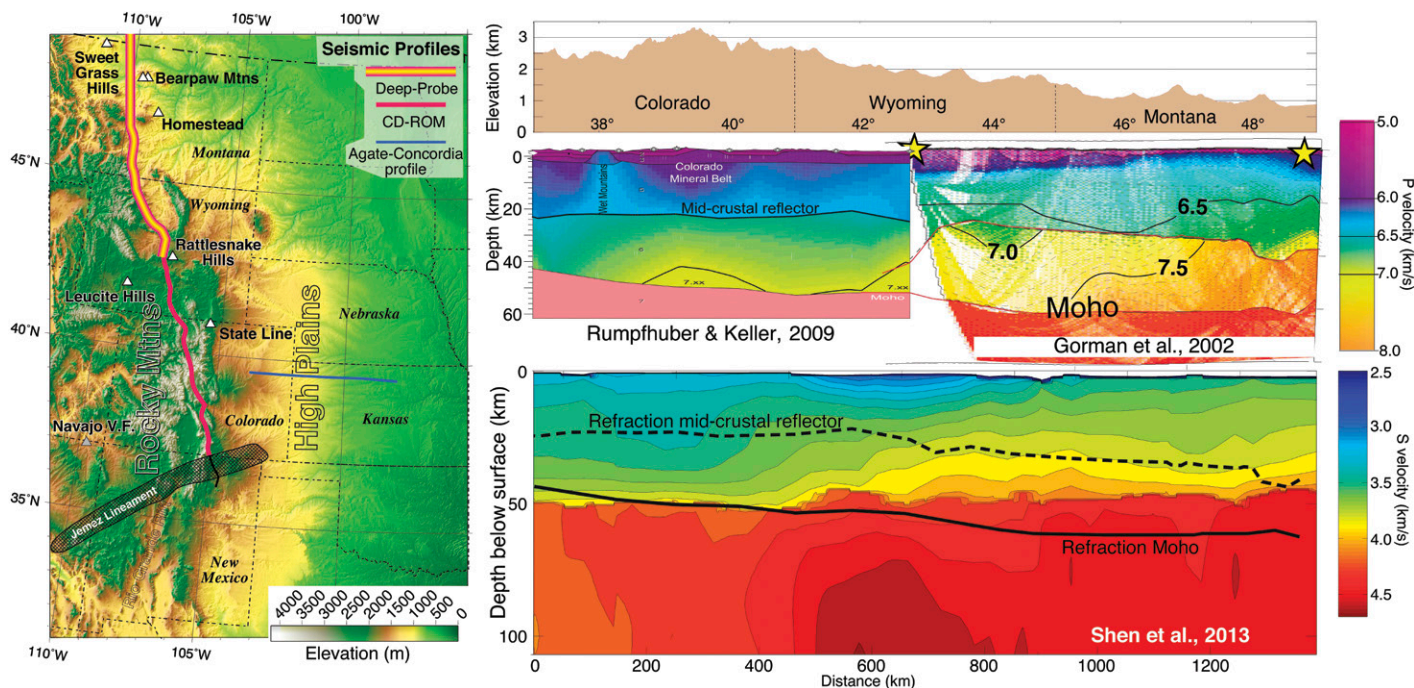 110°W
105°W
100°W
Seismic Profiles
Deep-Probe
CD-ROM
Agate-Concordia
profile
Sweet
Grass
Hills
Bearpaw Mtns
Homestead
Montana
45°N
Wyoming
Rattlesnake
Hills
Leucite Hills
40°N
State Line
Nebraska
Rocky Mtns
High Plains
Colorado
Kansas
Navajo V.F.
35°N
Jemez Lineament
New
Mexico
4000
3500
3000
2500
2000
1500
1000
500
0
Elevation (m)
110°W
105°W
Elevation (km)
3
2
1
0
Colorado
Wyoming
Montana
38°
40°
42°
44°
46°
48°
Depth (km)
0
20
40
60
Wet Mountains
Colorado
Mineral Belt
Mid-crustal reflector
7.xx
7.xx
Moho
6.5
7.0
7.5
Moho
Rumpfhuber & Keller, 2009
Gorman et al., 2002
5.0
6.0
6.5
7.0
8.0
P velocity (km/s)
Depth below surface (km)
0
50
100
Refraction mid-crustal reflector
Refraction Moho
Shen et al., 2013
0
200
400
600
800
1000
1200
Distance (km)
2.5
3.0
3.5
4.0
4.5
S velocity (km/s)